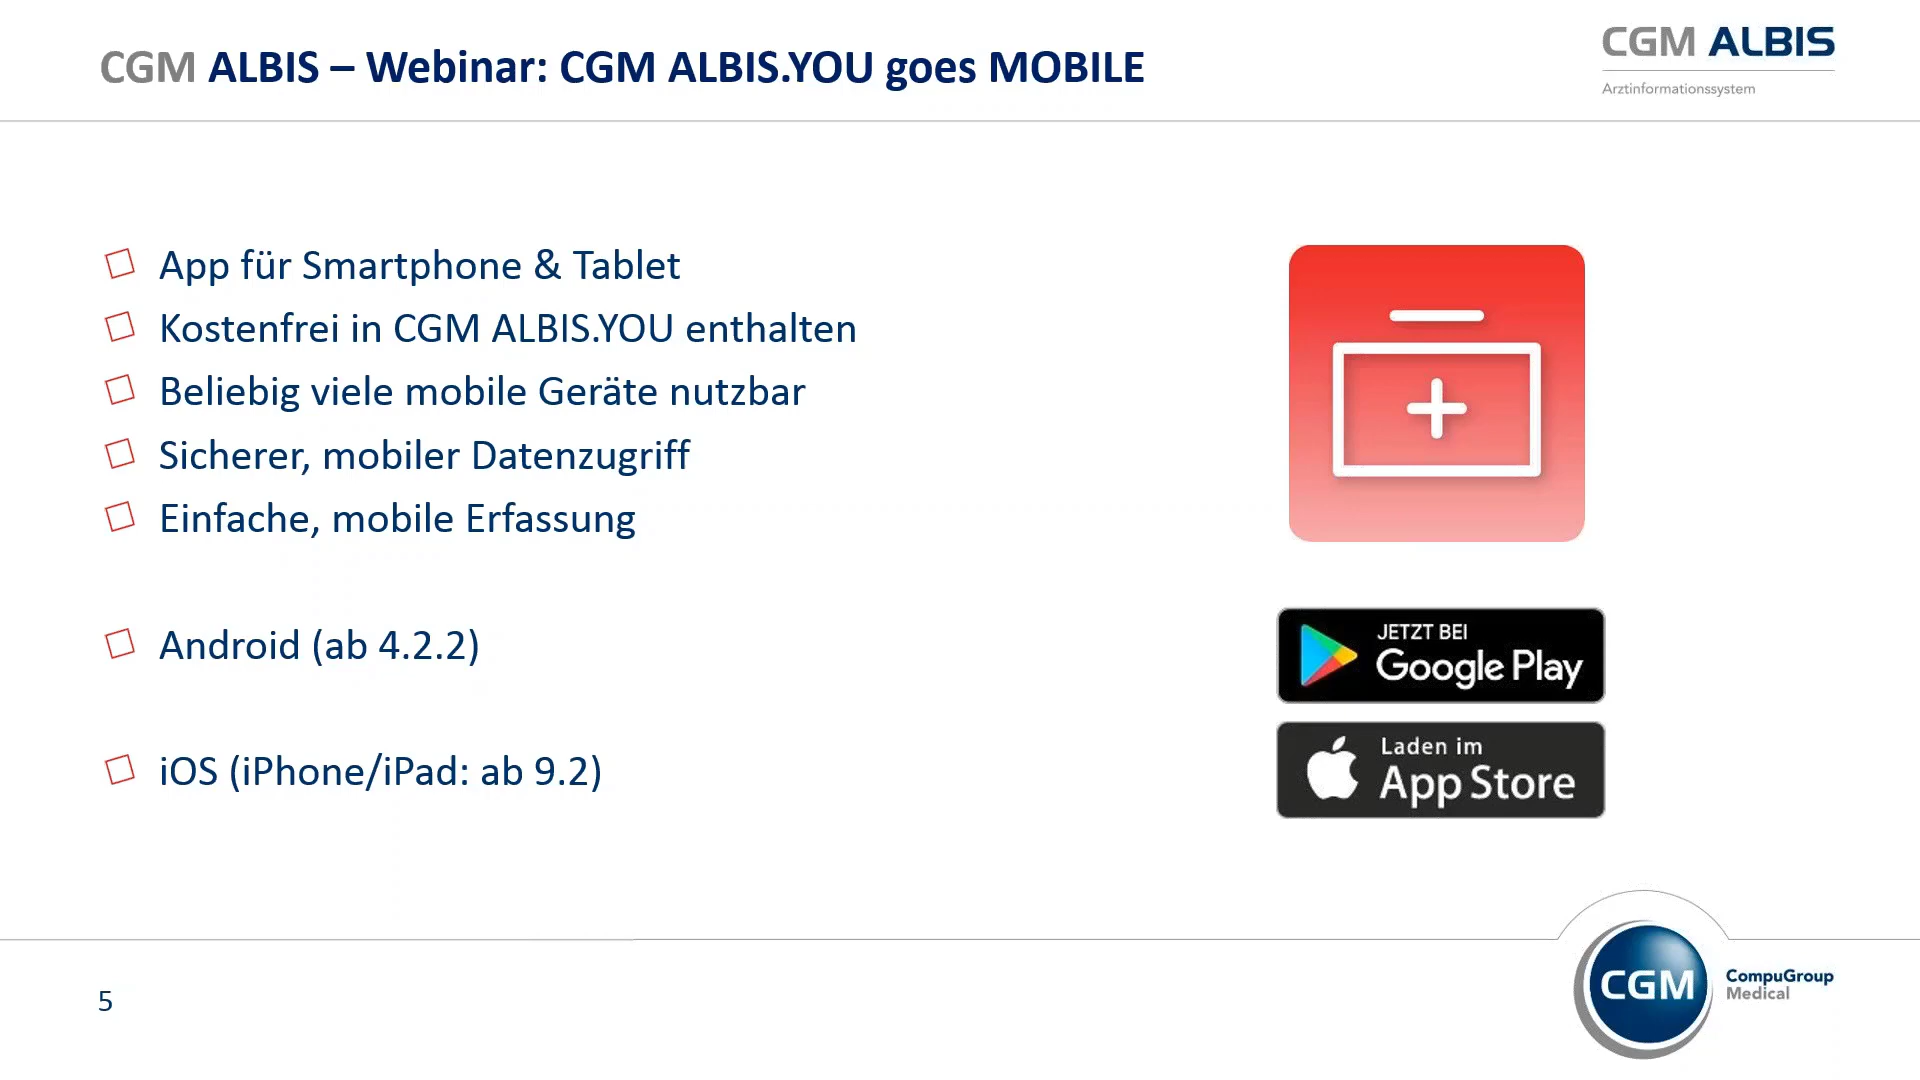 CGM ALBIS – Webinar: CGM ALBIS.YOU goes MOBILE
CGM ALBIS
Arztinformationssystem
App für Smartphone & Tablet
Kostenfrei in CGM ALBIS.YOU enthalten
Beliebig viele mobile Geräte nutzbar
Sicherer, mobiler Datenzugriff
Einfache, mobile Erfassung
Android (ab 4.2.2)
iOS (iPhone/iPad: ab 9.2)
JETZT BEI
Google Play
Laden im
App Store
5
CGM
CompuGroup
Medical